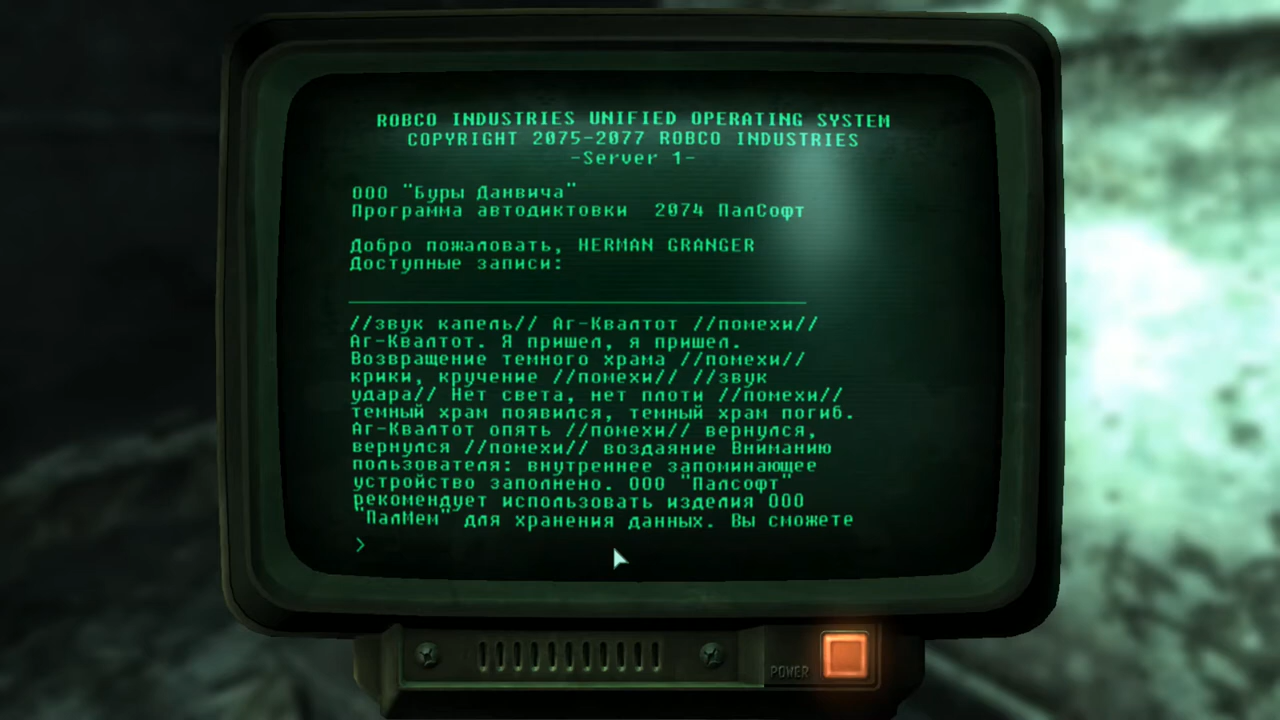 ROBCO INDUSTRIES UNIFIED OPERATING SYSTEM
COPYRIGHT 2075-2077 ROBCO INDUSTRIES
-Server 1-
ООО "Буры Данвича"
Программа автодиктовки 2074 ПалСофт
Добро пожаловать, HERMAN GRANGER
Доступные записи:
//звук капель// Аг-Квалтот //помехи//
Аг-Квалтот. Я пришел, я пришел.
Возвращение темного храма //помехи//
крики, кручение //помехи// //звук
удара// Нет света, нет плоти //помехи//
темный храм появился, темный храм погиб.
Аг-Квалтот опять //помехи// вернулся,
вернулся //помехи// воздаяние Вниманию
пользователя: внутреннее запоминающее
устройство заполнено. ООО "Палсофт"
рекомендует использовать изделия ООО
"ПалМем" для хранения данных. Вы сможете
>
POWER